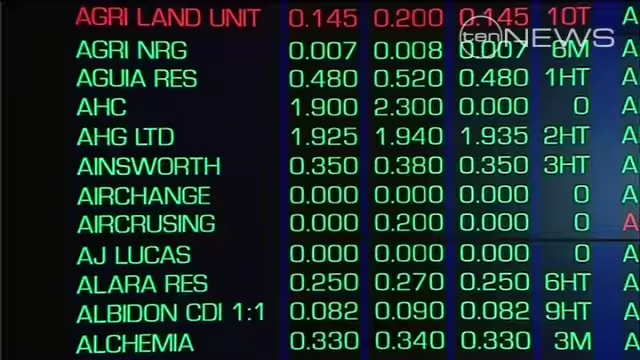 AGRI LAND UNIT 0.145 0.200 0.145 10T A
ten NEWS
AGRI NRG 0.007 0.008 0.007 6M A
AGUIA RES 0.480 0.520 0.480 1HT A
AHC 1.900 2.300 0.000 0 A
AHG LTD 1.925 1.940 1.935 2HT A
AINSWORTH 0.350 0.380 0.350 3HT A
AIRCHANGE 0.000 0.000 0.000 0 A
AIRCRUSING 0.000 0.200 0.000 0 A
AJ LUCAS 0.000 0.000 0.000 0 A
ALARA RES 0.250 0.270 0.250 6HT A
ALBIDON CDI 1:1 0.082 0.090 0.082 9HT A
ALCHEMIA 0.330 0.340 0.330 3M A